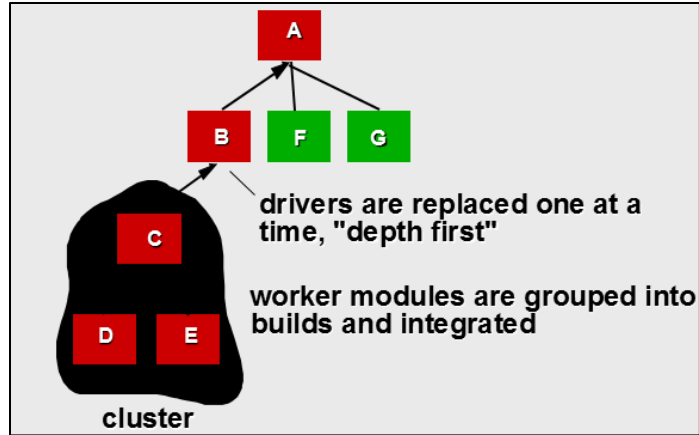 A
B F G
drivers are replaced one at a
time, "depth first"
C
worker modules are grouped into
builds and integrated
D E
cluster